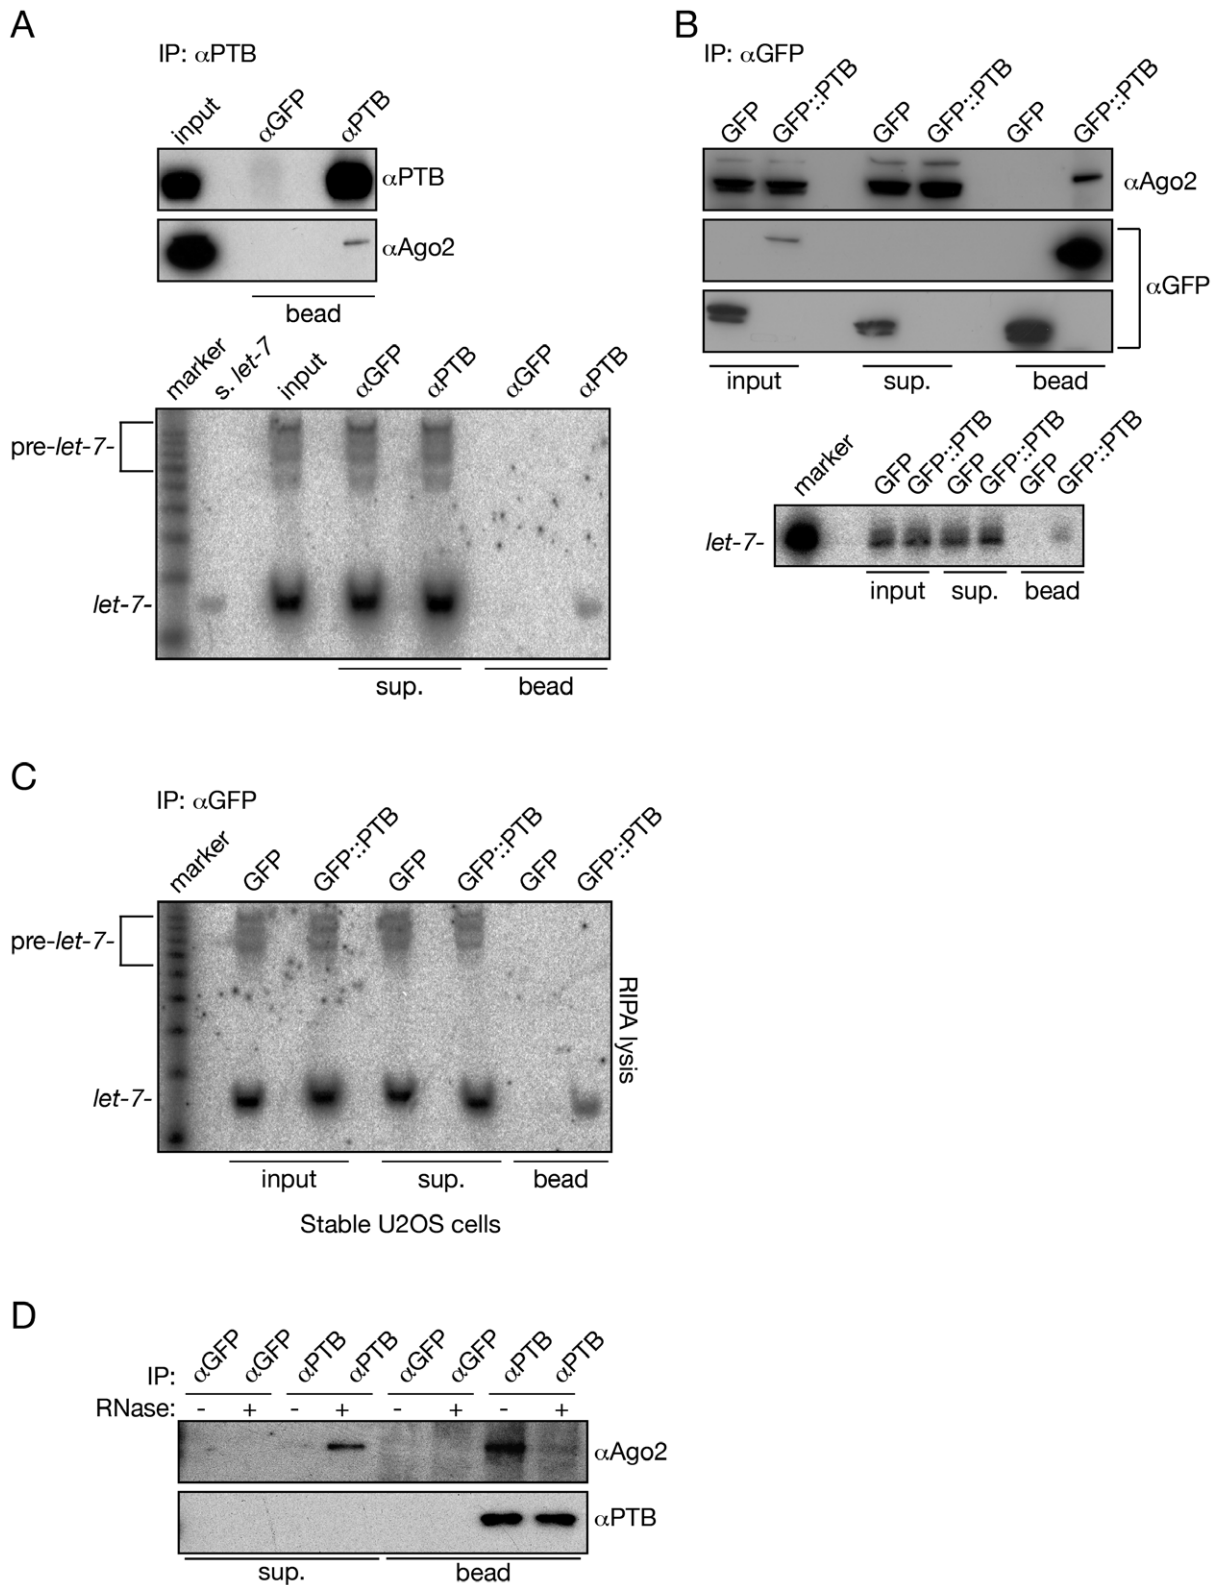 A
IP: αPTB
input αGFP αPTB
αPTB
αAgo2
bead
marker s. let-7 input αGFP αPTB αGFP αPTB
pre-let-7-
let-7-
sup. bead
B
IP: αGFP
GFP GFP::PTB GFP GFP::PTB GFP GFP::PTB
αAgo2
αGFP
input sup. bead
marker GFP GFP::PTB GFP GFP::PTB GFP GFP::PTB
let-7-
input sup. bead
C
IP: αGFP
marker GFP GFP::PTB GFP GFP::PTB GFP GFP::PTB
pre-let-7-
let-7-
RIPA lysis
input sup. bead
Stable U2OS cells
D
IP: αGFP αGFP αPTB αPTB αGFP αGFP αPTB αPTB
RNase: - + - + - + - +
αAgo2
αPTB
sup. bead